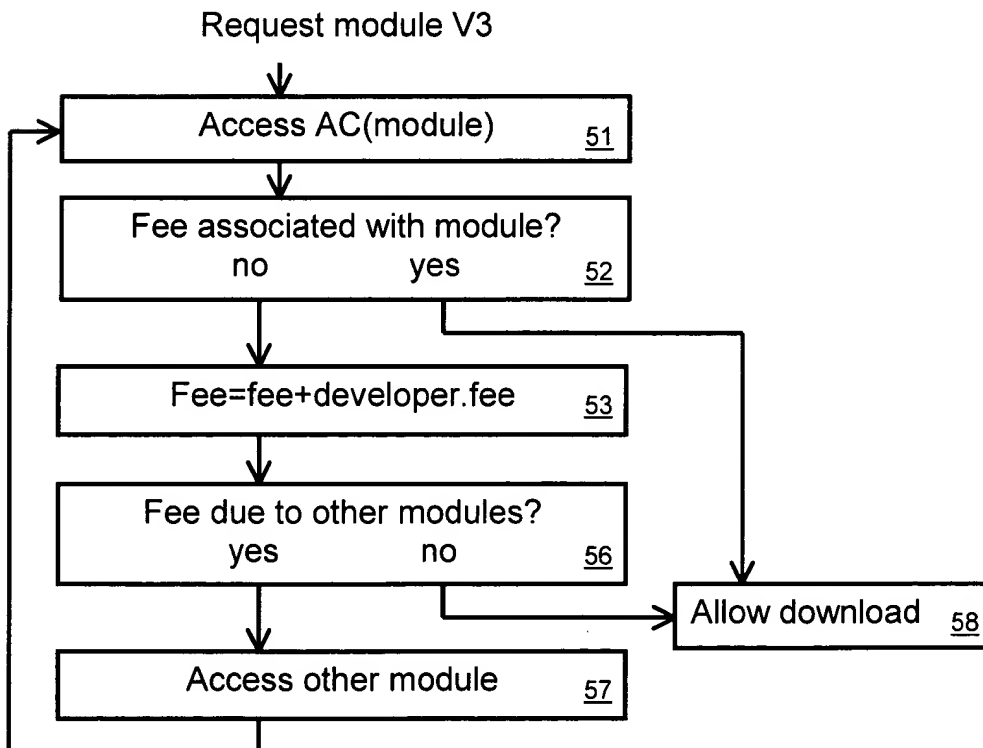 Request module V3
Access AC(module) 51
Fee associated with module?
no yes 52
Fee=fee+developer.fee 53
Fee due to other modules?
yes no 56
Allow download 58
Access other module 57